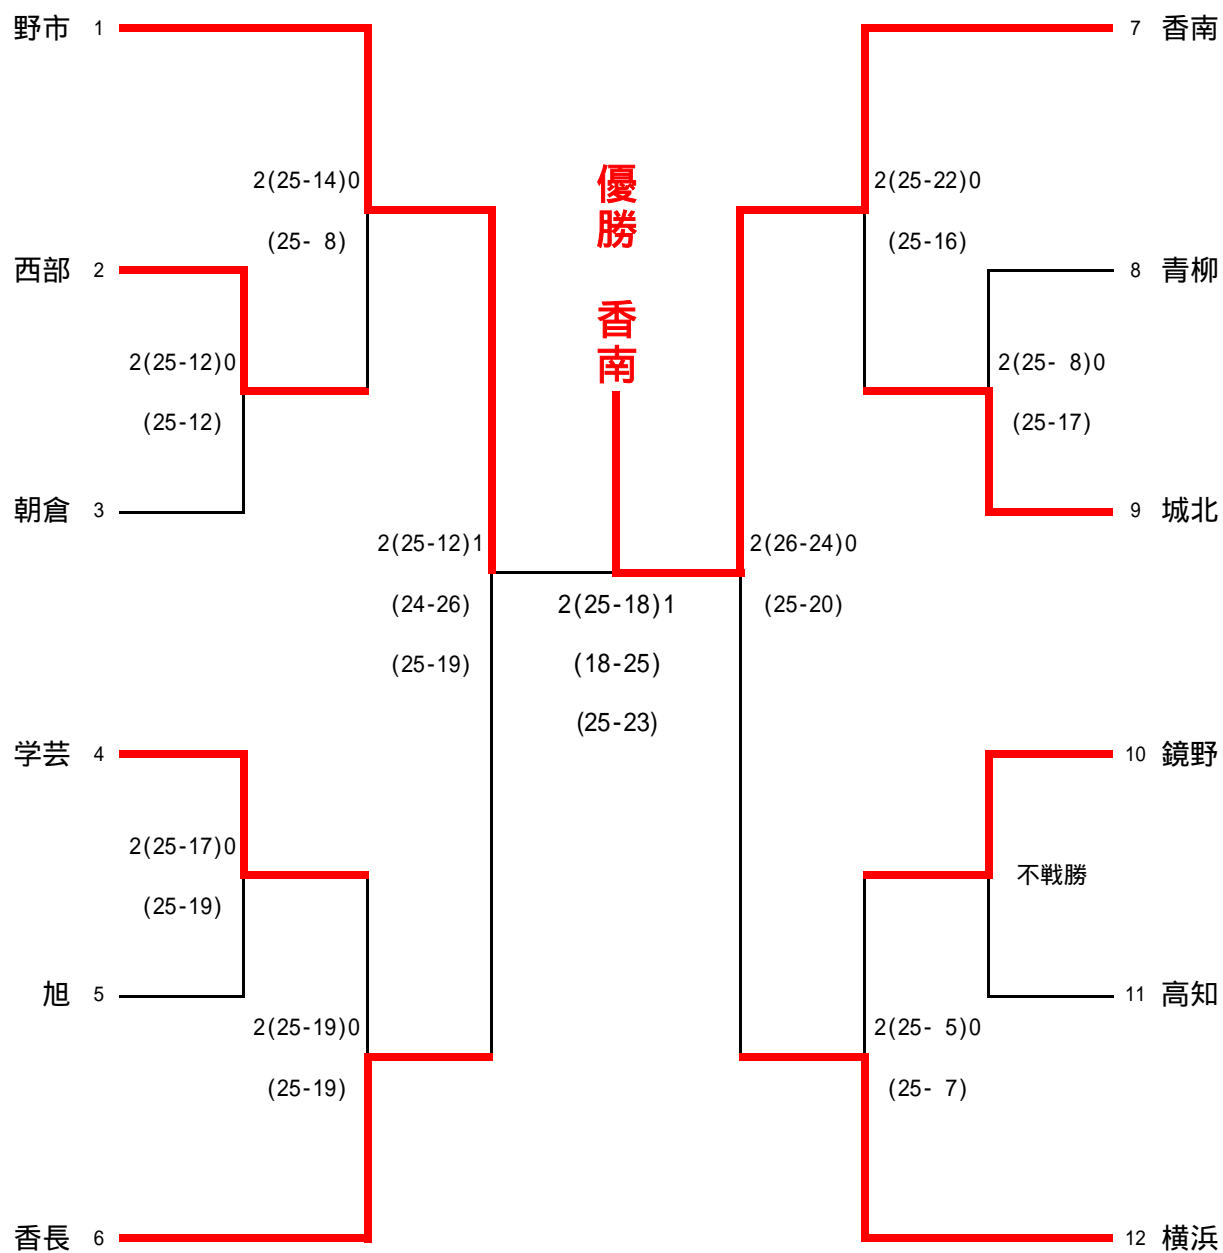 野市 1
7 香南
2(25-14)0
(25- 8)
優勝 香南
2(25-22)0
(25-16)
西部 2
8 青柳
2(25-12)0
(25-12)
2(25- 8)0
(25-17)
朝倉 3
9 城北
2(25-12)1
(24-26)
(25-19)
2(25-18)1
(18-25)
(25-23)
2(26-24)0
(25-20)
学芸 4
10 鏡野
2(25-17)0
(25-19)
不戦勝
旭 5
11 高知
2(25-19)0
(25-19)
2(25- 5)0
(25- 7)
香長 6
12 横浜